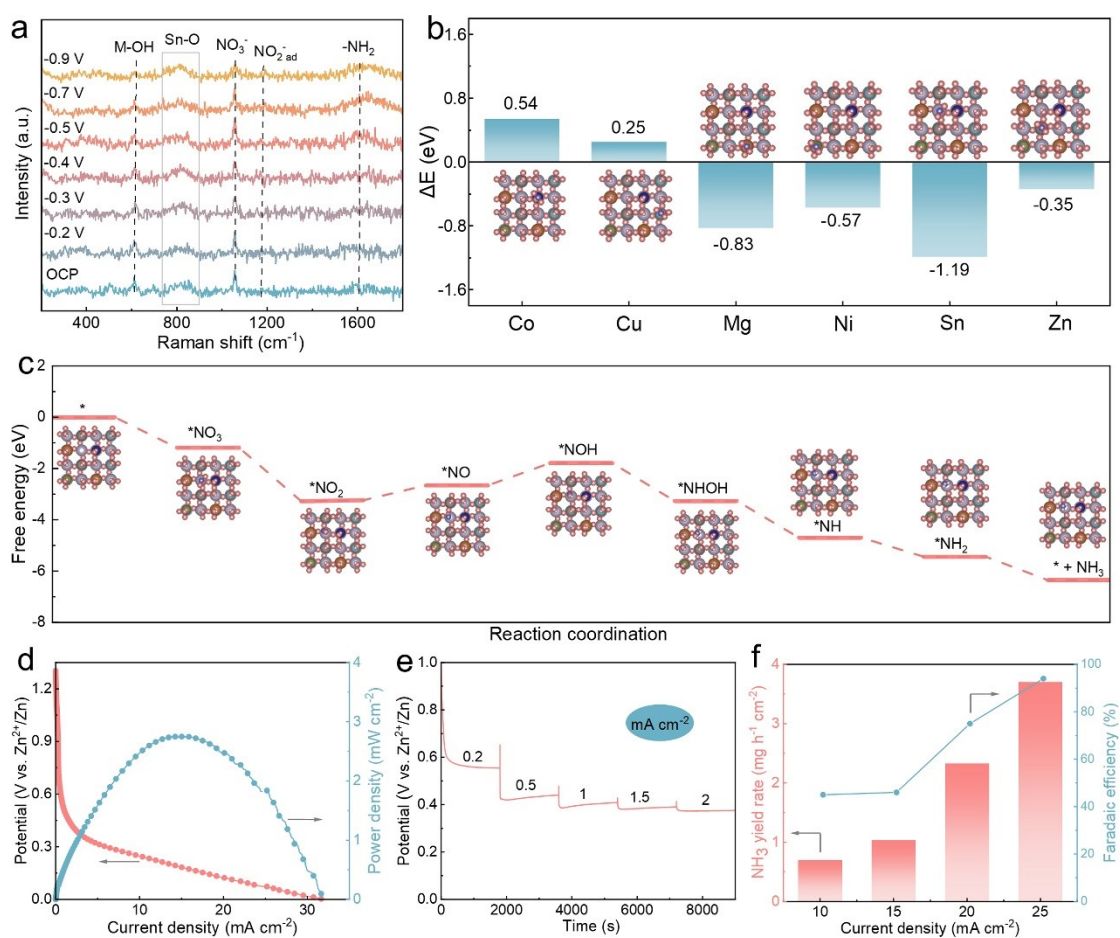 a
M-OH
Sn-O
NO₃⁻
NO₂⁻ad
-NH₂
-0.9 V
-0.7 V
-0.5 V
-0.4 V
-0.3 V
-0.2 V
OCP
Intensity (a.u.)
400 800 1200 1600
Raman shift (cm⁻¹)
b
1.6
0.8
0.0
-0.8
-1.6
ΔE (eV)
0.54
0.25
-0.83
-0.57
-1.19
-0.35
Co Cu Mg Ni Sn Zn
c
2
0
-2
-4
-6
-8
Free energy (eV)
*
*NO₃
*NO₂
*NO
*NOH
*NHOH
*NH
*NH₂
* + NH₃
Reaction coordination
d
1.2
0.9
0.6
0.3
0.0
Potential (V vs. Zn²⁺/Zn)
4
3
2
1
0
Power density (mW cm⁻²)
0 10 20 30
Current density (mA cm⁻²)
e
1.0
0.8
0.6
0.4
0.2
0.0
Potential (V vs. Zn²⁺/Zn)
mA cm⁻²
0.2
0.5
1
1.5
2
0 2000 4000 6000 8000
Time (s)
f
4
3
2
1
0
NH₃ yield rate (mg h⁻¹ cm⁻²)
100
80
60
40
20
0
Faradaic efficiency (%)
10 15 20 25
Current density (mA cm⁻²)